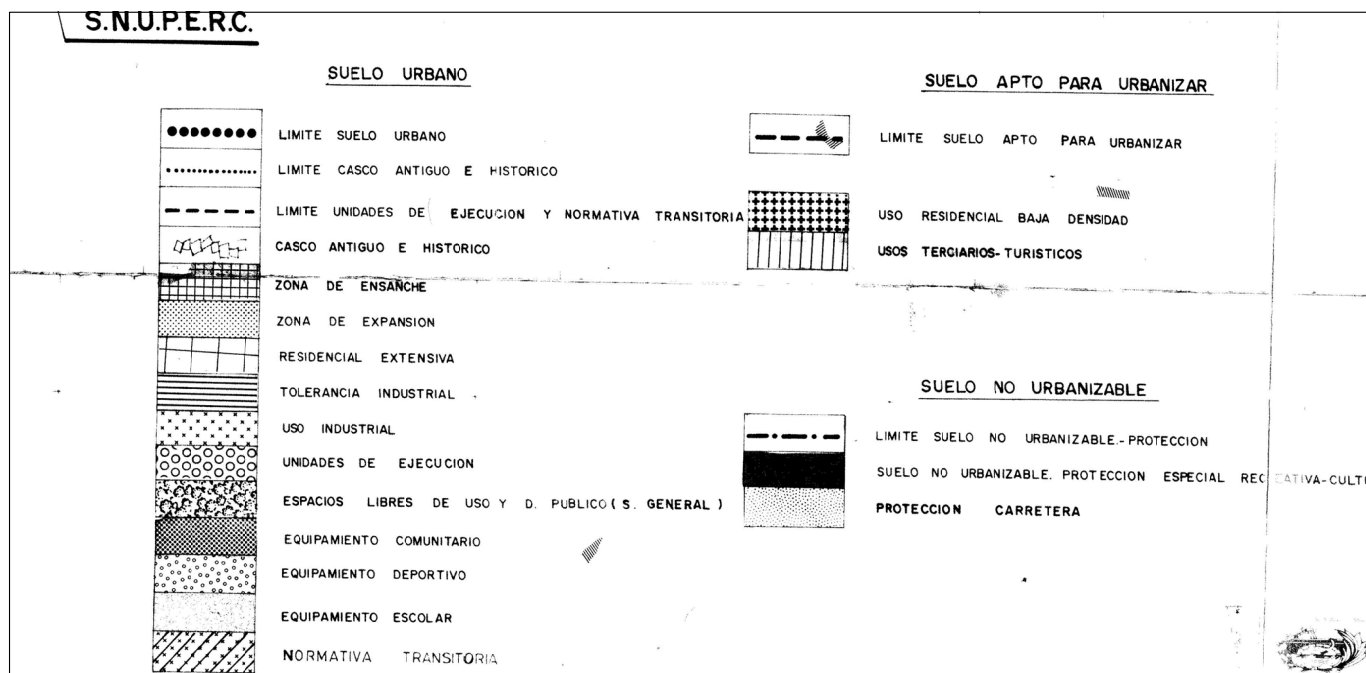 S.N.U.P.E.R.C.
SUELO URBANO
LIMITE SUELO URBANO
LIMITE CASCO ANTIGUO E HISTORICO
LIMITE UNIDADES DE EJECUCION Y NORMATIVA TRANSITORIA
CASCO ANTIGUO E HISTORICO
ZONA DE ENSANCHE
ZONA DE EXPANSION
RESIDENCIAL EXTENSIVA
TOLERANCIA INDUSTRIAL
USO INDUSTRIAL
UNIDADES DE EJECUCION
ESPACIOS LIBRES DE USO Y D. PUBLICO (S. GENERAL)
EQUIPAMIENTO COMUNITARIO
EQUIPAMIENTO DEPORTIVO
EQUIPAMIENTO ESCOLAR
NORMATIVA TRANSITORIA
SUELO APTO PARA URBANIZAR
LIMITE SUELO APTO PARA URBANIZAR
USO RESIDENCIAL BAJA DENSIDAD
USOS TERCIARIOS-TURISTICOS
SUELO NO URBANIZABLE
LIMITE SUELO NO URBANIZABLE.-PROTECCION
SUELO NO URBANIZABLE. PROTECCION ESPECIAL RECREATIVA-CULT
PROTECCION CARRETERA